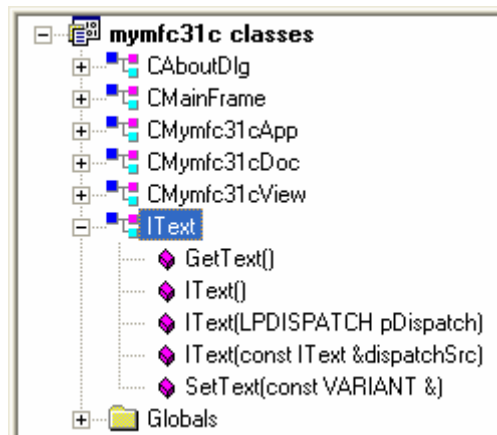 mymfc31c classes
CAboutDlg
CMainFrame
CMymfc31cApp
CMymfc31cDoc
CMymfc31cView
IText
GetText()
IText()
IText(LPDISPATCH pDispatch)
IText(const IText &dispatchSrc)
SetText(const VARIANT &)
Globals